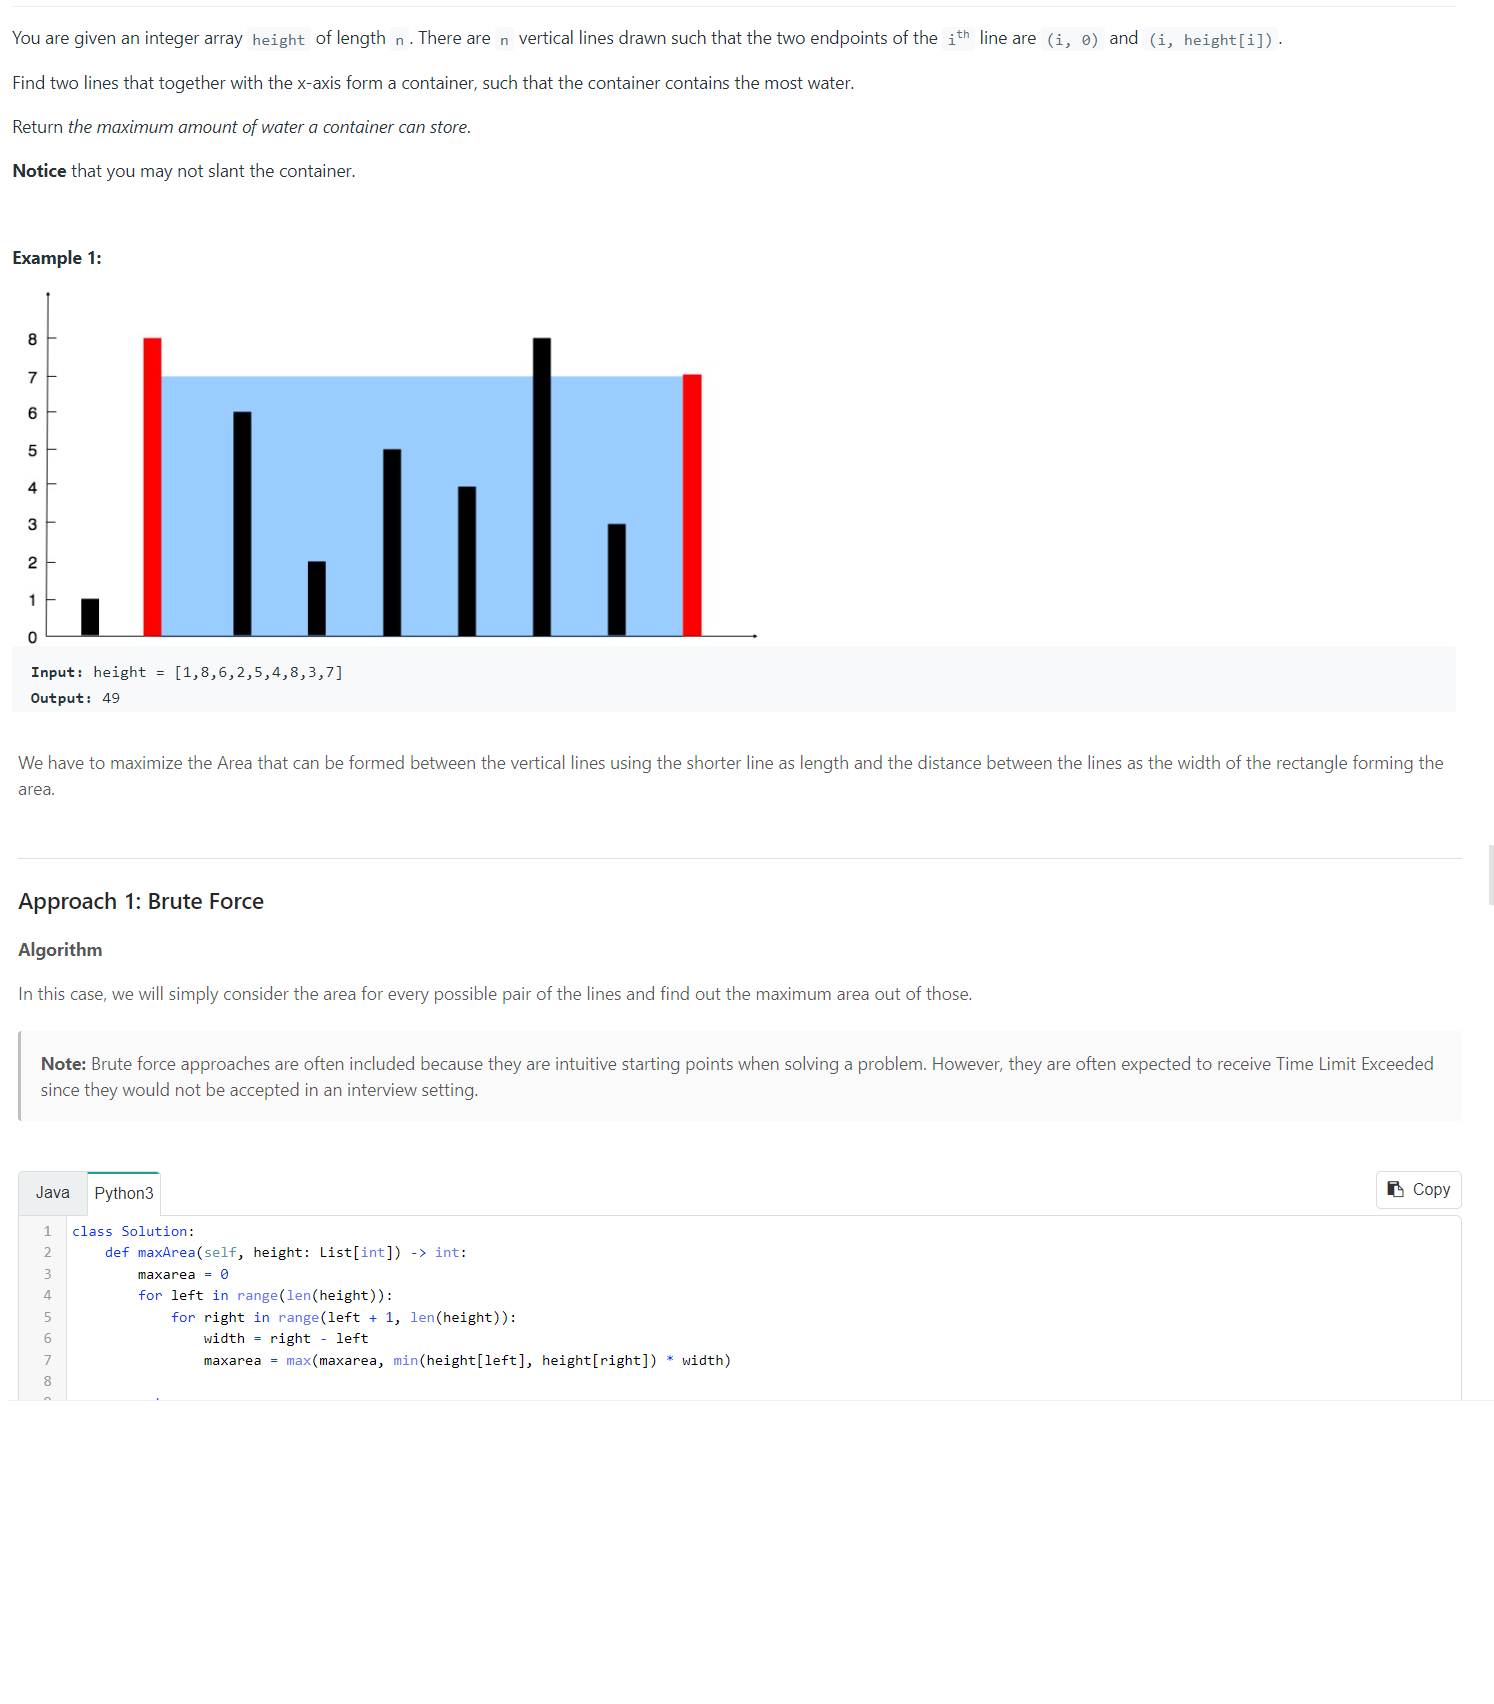 You are given an integer array height of length n. There are n vertical lines drawn such that the two endpoints of the ith line are (i, 0) and (i, height[i]).
Find two lines that together with the x-axis form a container, such that the container contains the most water.
Return the maximum amount of water a container can store.
Notice that you may not slant the container.
Example 1:
8
7
6
5
4
3
2
1
0
Input: height = [1,8,6,2,5,4,8,3,7]
Output: 49
We have to maximize the Area that can be formed between the vertical lines using the shorter line as length and the distance between the lines as the width of the rectangle forming the
area.
Approach 1: Brute Force
Algorithm
In this case, we will simply consider the area for every possible pair of the lines and find out the maximum area out of those.
Note: Brute force approaches are often included because they are intuitive starting points when solving a problem. However, they are often expected to receive Time Limit Exceeded
since they would not be accepted in an interview setting.
Java Python3 Copy
1 class Solution:
2     def maxArea(self, height: List[int]) -> int:
3         maxarea = 0
4         for left in range(len(height)):
5             for right in range(left + 1, len(height)):
6                 width = right - left
7                 maxarea = max(maxarea, min(height[left], height[right]) * width)
8